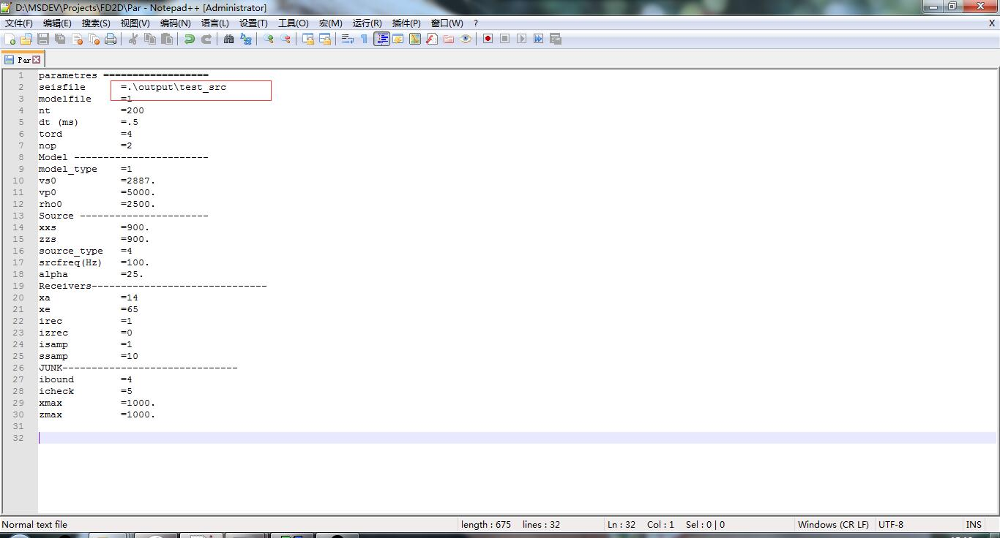 D:\MSDEV\Projects\FD2D\Par - Notepad++ [Administrator]
文件(F) 编辑(E) 搜索(S) 视图(V) 编码(N) 语言(L) 设置(T) 工具(O) 宏(M) 运行(R) 插件(P) 窗口(W) ? X
Par
1 parametres ==================
2 seisfile =.\output\test_src
3 modelfile =1
4 nt =200
5 dt (ms) =.5
6 tord =4
7 nop =2
8 Model -----------------------
9 model_type =1
10 vs0 =2887.
11 vp0 =5000.
12 rho0 =2500.
13 Source ----------------------
14 xxs =900.
15 zzs =900.
16 source_type =4
17 srcfreq(Hz) =100.
18 alpha =25.
19 Receivers------------------------------
20 xa =14
21 xe =65
22 irec =1
23 izrec =0
24 isamp =1
25 ssamp =10
26 JUNK------------------------------
27 ibound =4
28 icheck =5
29 xmax =1000.
30 zmax =1000.
31
32
Normal text file length : 675 lines : 32 Ln : 32 Col : 1 Sel : 0 | 0 Windows (CR LF) UTF-8 INS